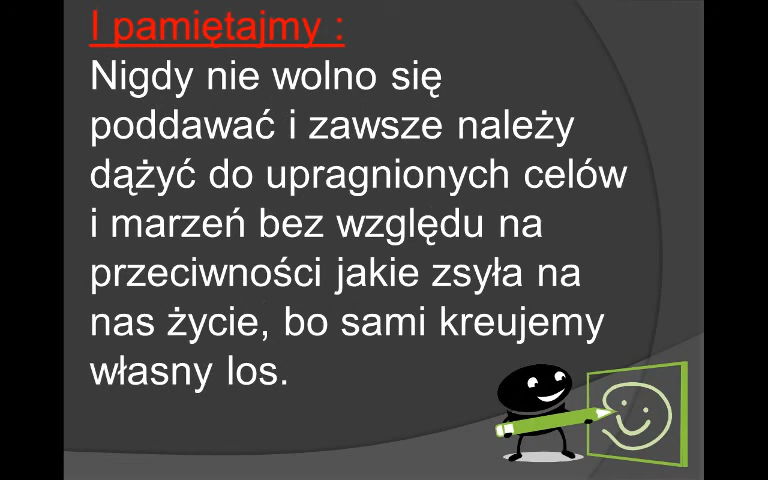 I pamiętajmy :
Nigdy nie wolno się
poddawać i zawsze należy
dążyć do upragnionych celów
i marzeń bez względu na
przeciwności jakie zsyła na
nas życie, bo sami kreujemy
własny los.